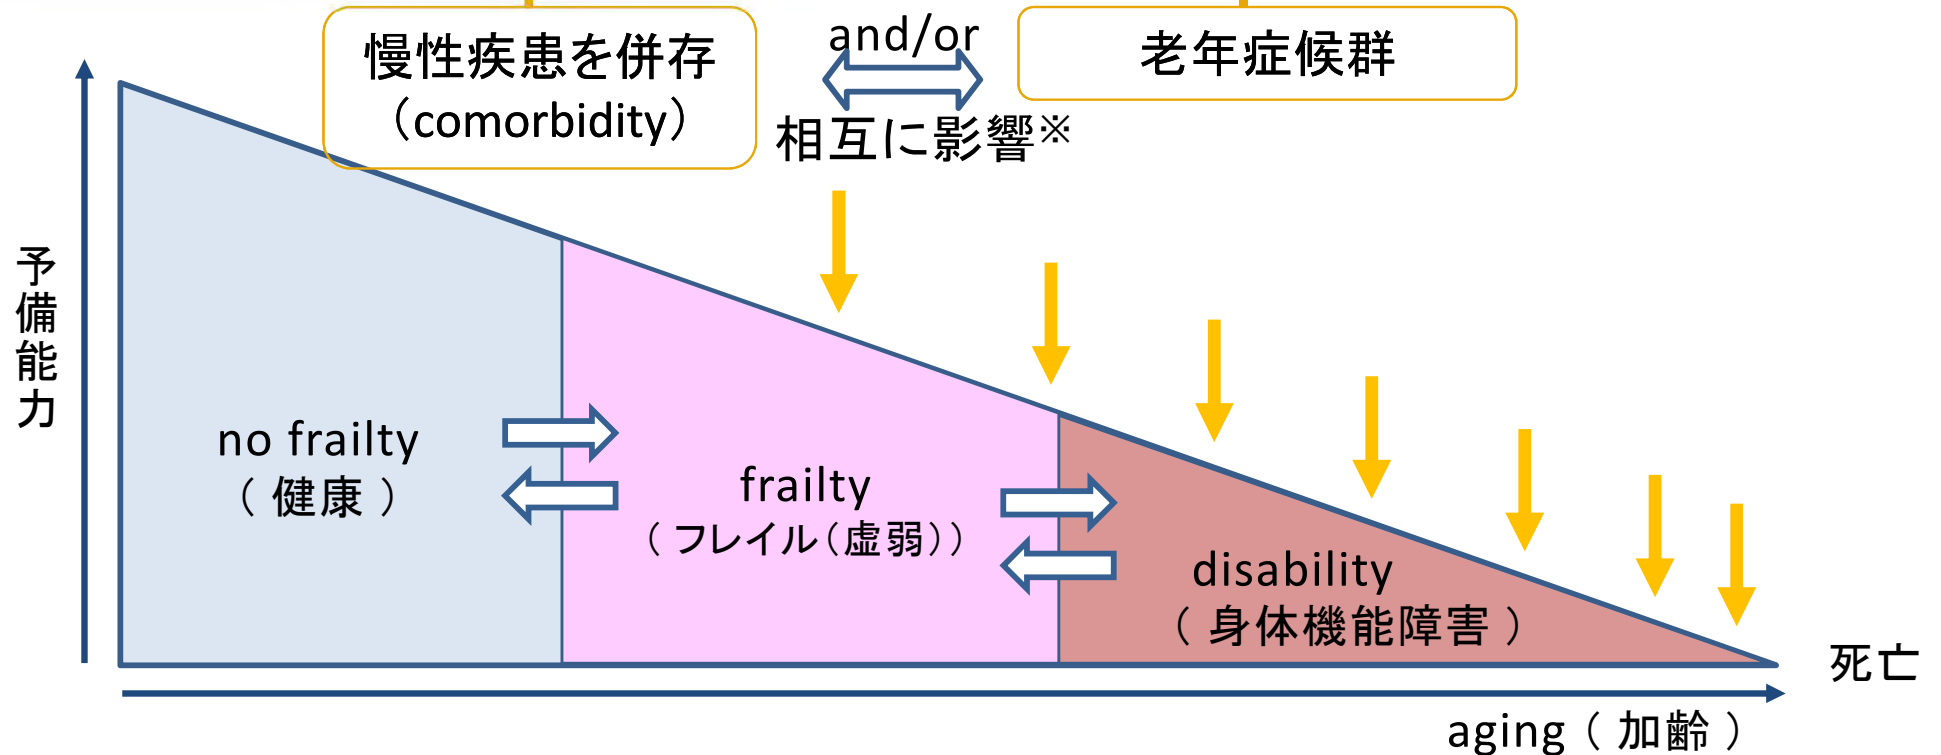 慢性疾患を併存
（comorbidity）
and/or
相互に影響※
老年症候群
予備能力
no frailty
（ 健康 ）
frailty
（ フレイル（虚弱））
disability
（ 身体機能障害 ）
死亡
aging（ 加齢 ）